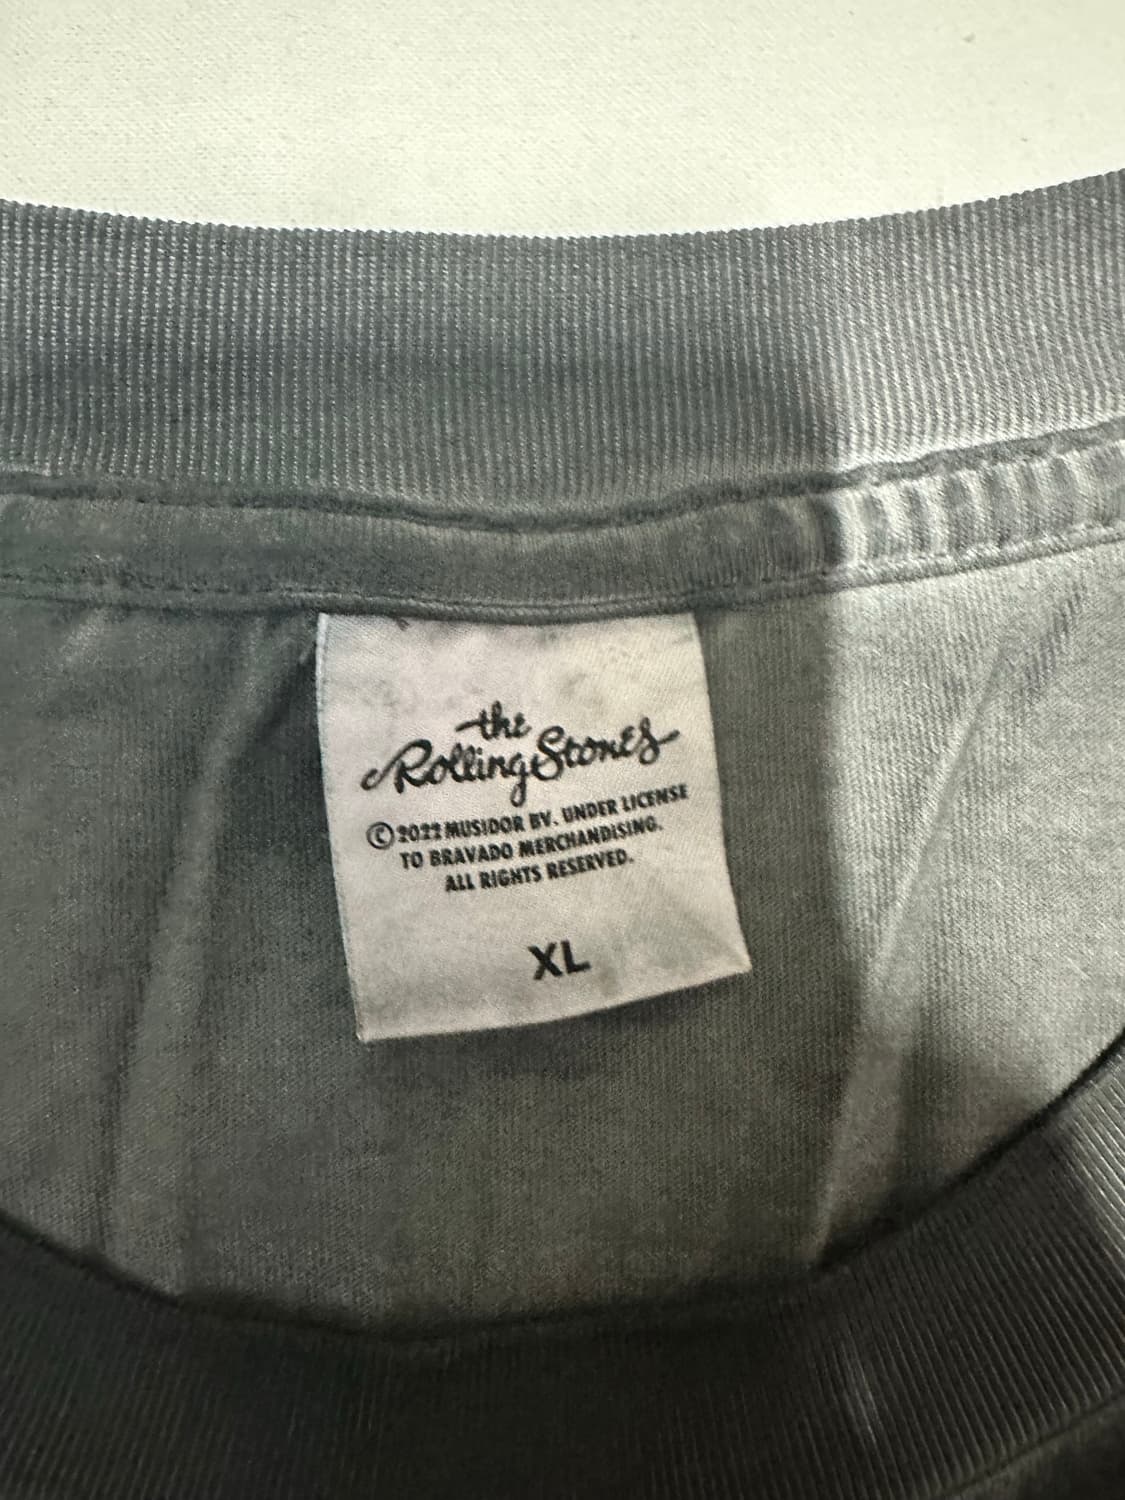 the
Rolling Stones
© 2022 MUSIDOR BV. UNDER LICENSE
TO BRAVADO MERCHANDISING.
ALL RIGHTS RESERVED.
XL